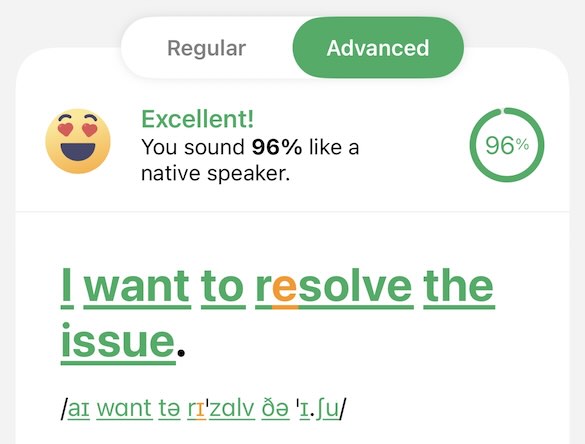 Regular Advanced
Excellent!
You sound 96% like a
native speaker.
96%
I want to resolve the
issue.
/aɪ wɑnt tə rɪˈzɑlv ðə ˈɪ.ʃu/